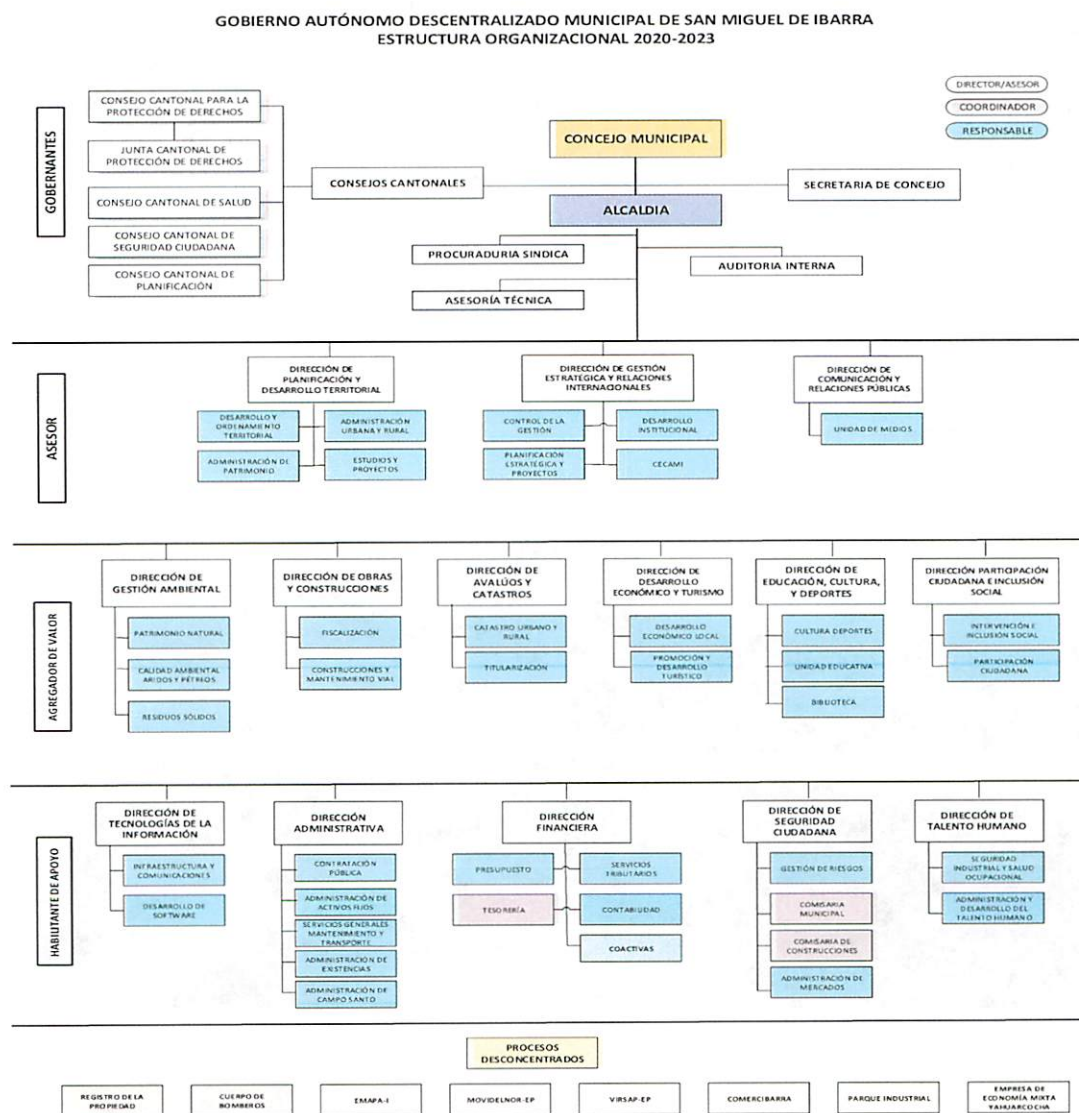 GOBIERNO AUTÓNOMO DESCENTRALIZADO MUNICIPAL DE SAN MIGUEL DE IBARRA
ESTRUCTURA ORGANIZACIONAL 2020-2023
DIRECTOR/ASESOR
COORDINADOR
RESPONSABLE
GOBERNANTES
CONSEJO CANTONAL PARA LA
PROTECCIÓN DE DERECHOS
JUNTA CANTONAL DE
PROTECCIÓN DE DERECHOS
CONSEJO CANTONAL DE SALUD
CONSEJO CANTONAL DE
SEGURIDAD CIUDADANA
CONSEJO CANTONAL DE
PLANIFICACIÓN
CONSEJOS CANTONALES
CONCEJO MUNICIPAL
SECRETARIA DE CONCEJO
ALCALDIA
PROCURADURIA SINDICA
AUDITORIA INTERNA
ASESORÍA TÉCNICA
ASESOR
DIRECCIÓN DE
PLANIFICACIÓN Y
DESARROLLO TERRITORIAL
DESARROLLO Y
ORDENAMIENTO
TERRITORIAL
ADMINISTRACIÓN
URBANA Y RURAL
ADMINISTRACIÓN DE
PATRIMONIO
ESTUDIOS Y
PROYECTOS
DIRECCIÓN DE GESTIÓN
ESTRATÉGICA Y RELACIONES
INTERNACIONALES
CONTROL DE LA
GESTIÓN
DESARROLLO
INSTITUCIONAL
PLANIFICACIÓN
ESTRATÉGICA Y
PROYECTOS
CECAMI
DIRECCIÓN DE
COMUNICACIÓN Y
RELACIONES PÚBLICAS
UNIDAD DE MEDIOS
AGREGADOR DE VALOR
DIRECCIÓN DE
GESTIÓN AMBIENTAL
PATRIMONIO NATURAL
CALIDAD AMBIENTAL
ARIDOS Y PÉTREOS
RESIDUOS SÓLIDOS
DIRECCIÓN DE OBRAS
Y CONSTRUCCIONES
FISCALIZACIÓN
CONSTRUCCIONES Y
MANTENIMIENTO VIAL
DIRECCIÓN DE
AVALÚOS Y
CATASTROS
CATASTRO URBANO Y
RURAL
TITULARIZACIÓN
DIRECCIÓN DE
DESARROLLO
ECONÓMICO Y TURISMO
DESARROLLO
ECONÓMICO LOCAL
PROMOCIÓN Y
DESARROLLO
TURÍSTICO
DIRECCIÓN DE
EDUCACIÓN, CULTURA,
Y DEPORTES
CULTURA DEPORTES
UNIDAD EDUCATIVA
BIBLIOTECA
DIRECCIÓN PARTICIPACIÓN
CIUDADANA E INCLUSIÓN
SOCIAL
INTERVENCIÓN E
INCLUSIÓN SOCIAL
PARTICIPACIÓN
CIUDADANA
HABILITANTE DE APOYO
DIRECCIÓN DE
TECNOLOGÍAS DE LA
INFORMACIÓN
INFRAESTRUCTURA Y
COMUNICACIONES
DESARROLLO DE
SOFTWARE
DIRECCIÓN
ADMINISTRATIVA
CONTRATACIÓN
PÚBLICA
ADMINISTRACIÓN DE
ACTIVOS FIJOS
SERVICIOS GENERALES
MANTENIMIENTO Y
TRANSPORTE
ADMINISTRACIÓN DE
EXISTENCIAS
ADMINISTRACIÓN DE
CAMPO SANTO
DIRECCIÓN
FINANCIERA
PRESUPUESTO
SERVICIOS
TRIBUTARIOS
TESORERÍA
CONTABILIDAD
COACTIVAS
DIRECCIÓN DE
SEGURIDAD
CIUDADANA
GESTIÓN DE RIESGOS
COMISARIA
MUNICIPAL
COMISARIA DE
CONSTRUCCIONES
ADMINISTRACIÓN DE
MERCADOS
DIRECCIÓN DE
TALENTO HUMANO
SEGURIDAD
INDUSTRIAL Y SALUD
OCUPACIONAL
ADMINISTRACIÓN Y
DESARROLLO DEL
TALENTO HUMANO
PROCESOS
DESCONCENTRADOS
REGISTRO DE LA
PROPIEDAD
CUERPO DE
BOMBEROS
EMAPA-I
MOVIDELNOR-EP
VIRSAP-EP
COMERCIBARRA
PARQUE INDUSTRIAL
EMPRESA DE
ECONOMÍA MIXTA
YAHUARCOCHA